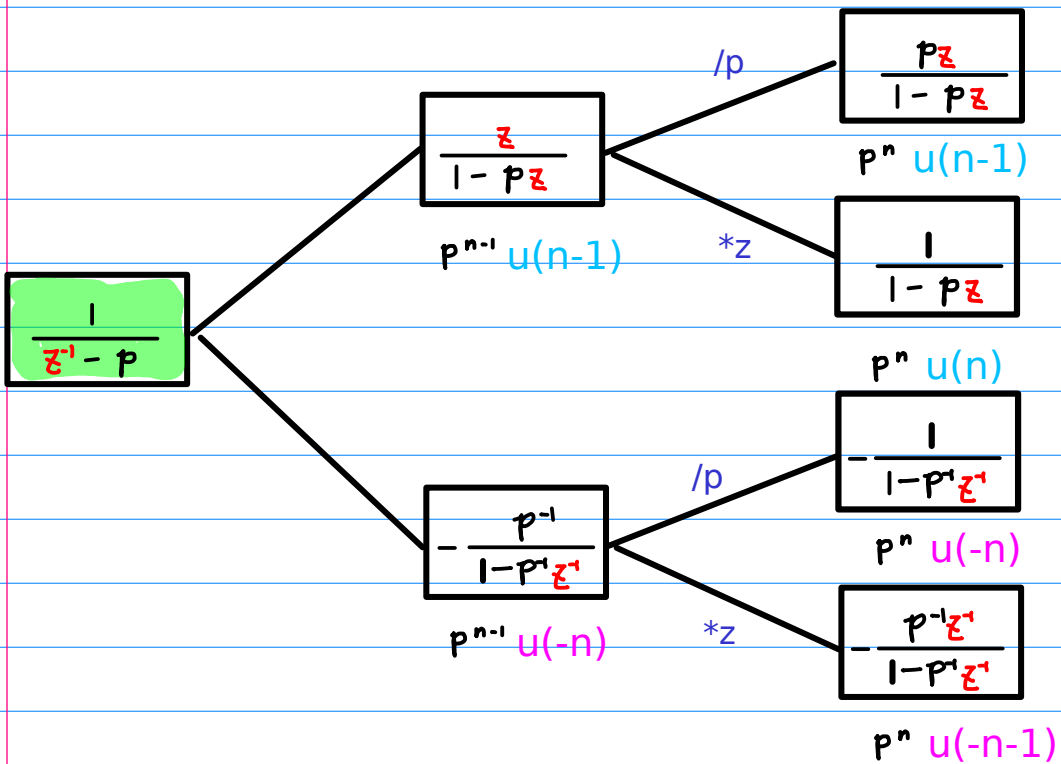 /p
pz
1 - pz
pⁿ u(n-1)
z
1 - pz
pⁿ⁻¹ u(n-1)
*z
1
1 - pz
pⁿ u(n)
1
z⁻¹ - p
/p
- 1
1-p⁻¹z⁻¹
pⁿ u(-n)
- p⁻¹
1-p⁻¹z⁻¹
pⁿ⁻¹ u(-n)
*z
- p⁻¹z⁻¹
1-p⁻¹z⁻¹
pⁿ u(-n-1)